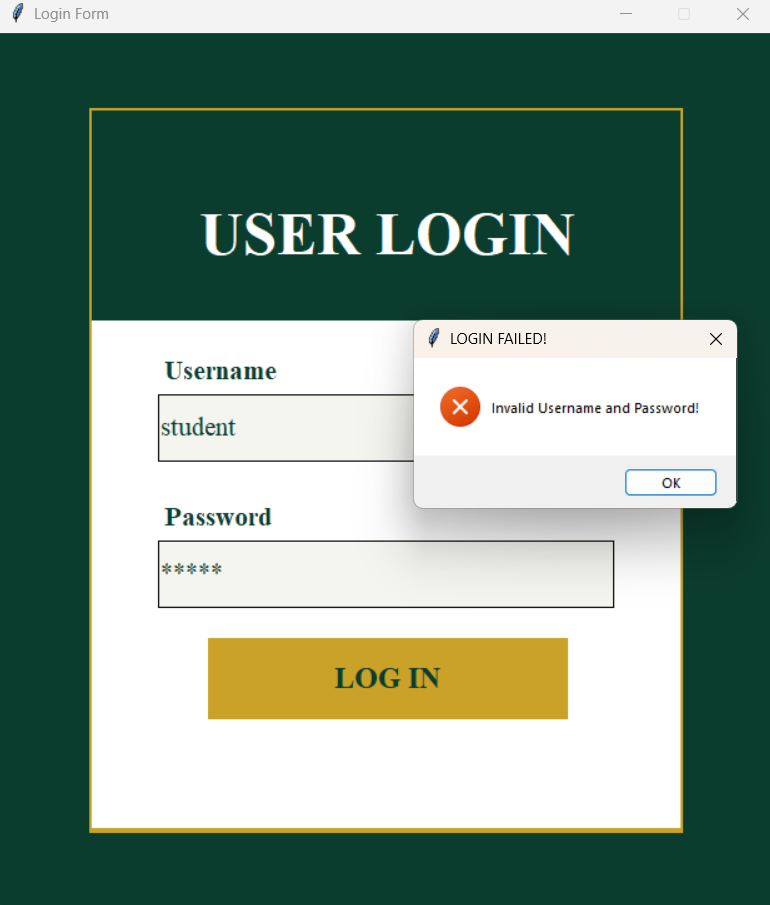 Login Form
USER LOGIN
LOGIN FAILED!
Invalid Username and Password!
OK
Username
student
Password
*****
LOG IN